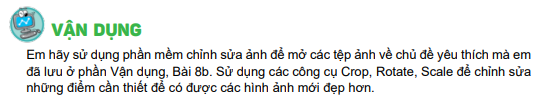 VẬN DỤNG
Em hãy sử dụng phần mềm chỉnh sửa ảnh để mở các tệp ảnh về chủ đề yêu thích mà em
đã lưu ở phần Vận dụng, Bài 8b. Sử dụng các công cụ Crop, Rotate, Scale để chỉnh sửa
những điểm cần thiết để có được các hình ảnh mới đẹp hơn.